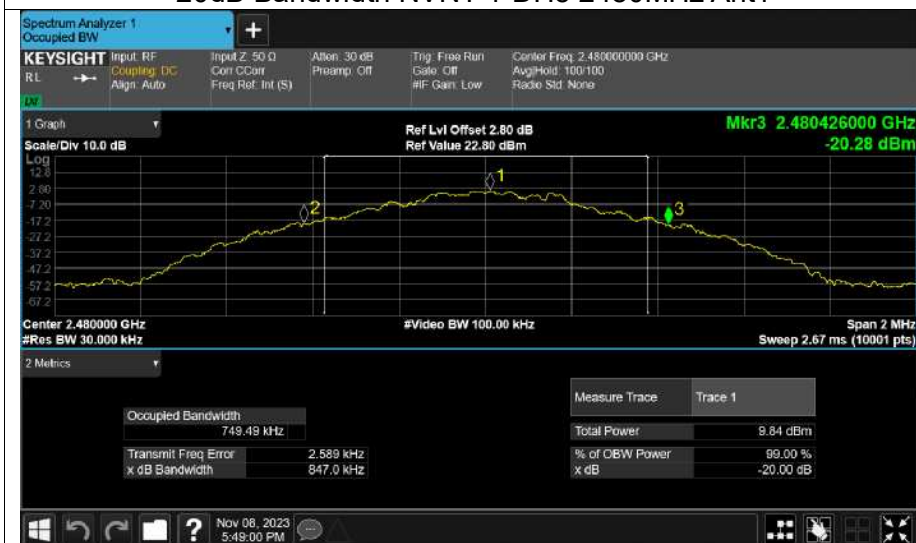 20dB Bandwidth NVNT 1-DH5 2480MHz Ant1
Spectrum Analyzer 1
Occupied BW
+
KEYSIGHT Input: RF Input Z: 50 Ω Atten: 30 dB Trig: Free Run Center Freq: 2.480000000 GHz
RL Coupling: DC Corr CCorr Preamp: Off Gate: Off Avg|Hold: 100/100
Align: Auto Freq Ref: Int (S) #IF Gain: Low Radio Std: None
1 Graph
Ref Lvl Offset 2.80 dB
Mkr3 2.480426000 GHz
Scale/Div 10.0 dB Ref Value 22.80 dBm -20.28 dBm
Log
12.8
2.80
-7.20
-17.2
-27.2
-37.2
-47.2
-57.2
-67.2
1
2
3
Center 2.480000 GHz #Video BW 100.00 kHz Span 2 MHz
#Res BW 30.000 kHz Sweep 2.67 ms (10001 pts)
2 Metrics
Measure Trace Trace 1
Occupied Bandwidth
749.49 kHz Total Power 9.84 dBm
Transmit Freq Error 2.589 kHz % of OBW Power 99.00 %
x dB Bandwidth 847.0 kHz x dB -20.00 dB
? Nov 08, 2023
5:49:00 PM